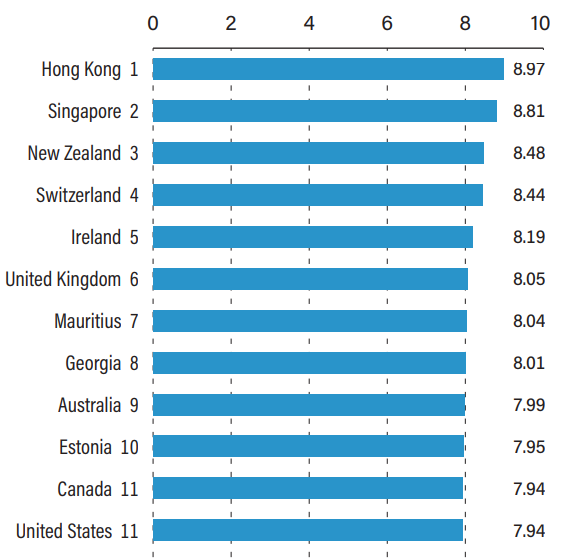 0 2 4 6 8 10
Hong Kong 1 8.97
Singapore 2 8.81
New Zealand 3 8.48
Switzerland 4 8.44
Ireland 5 8.19
United Kingdom 6 8.05
Mauritius 7 8.04
Georgia 8 8.01
Australia 9 7.99
Estonia 10 7.95
Canada 11 7.94
United States 11 7.94